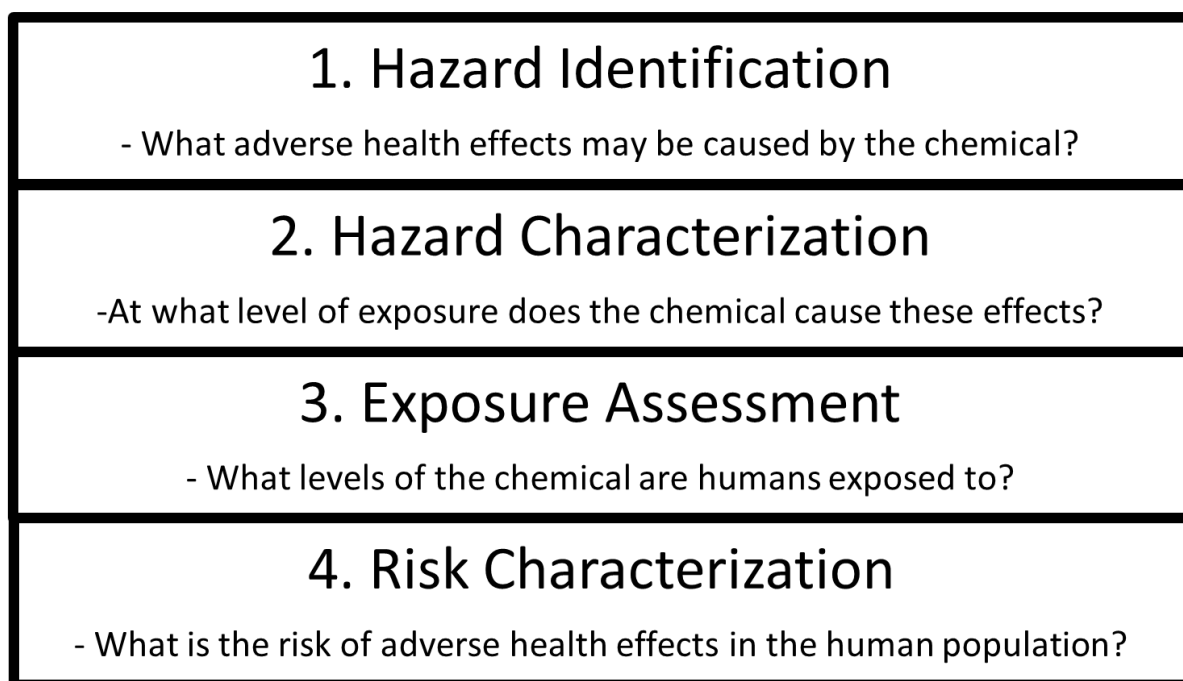 1. Hazard Identification
- What adverse health effects may be caused by the chemical?
2. Hazard Characterization
-At what level of exposure does the chemical cause these effects?
3. Exposure Assessment
- What levels of the chemical are humans exposed to?
4. Risk Characterization
- What is the risk of adverse health effects in the human population?